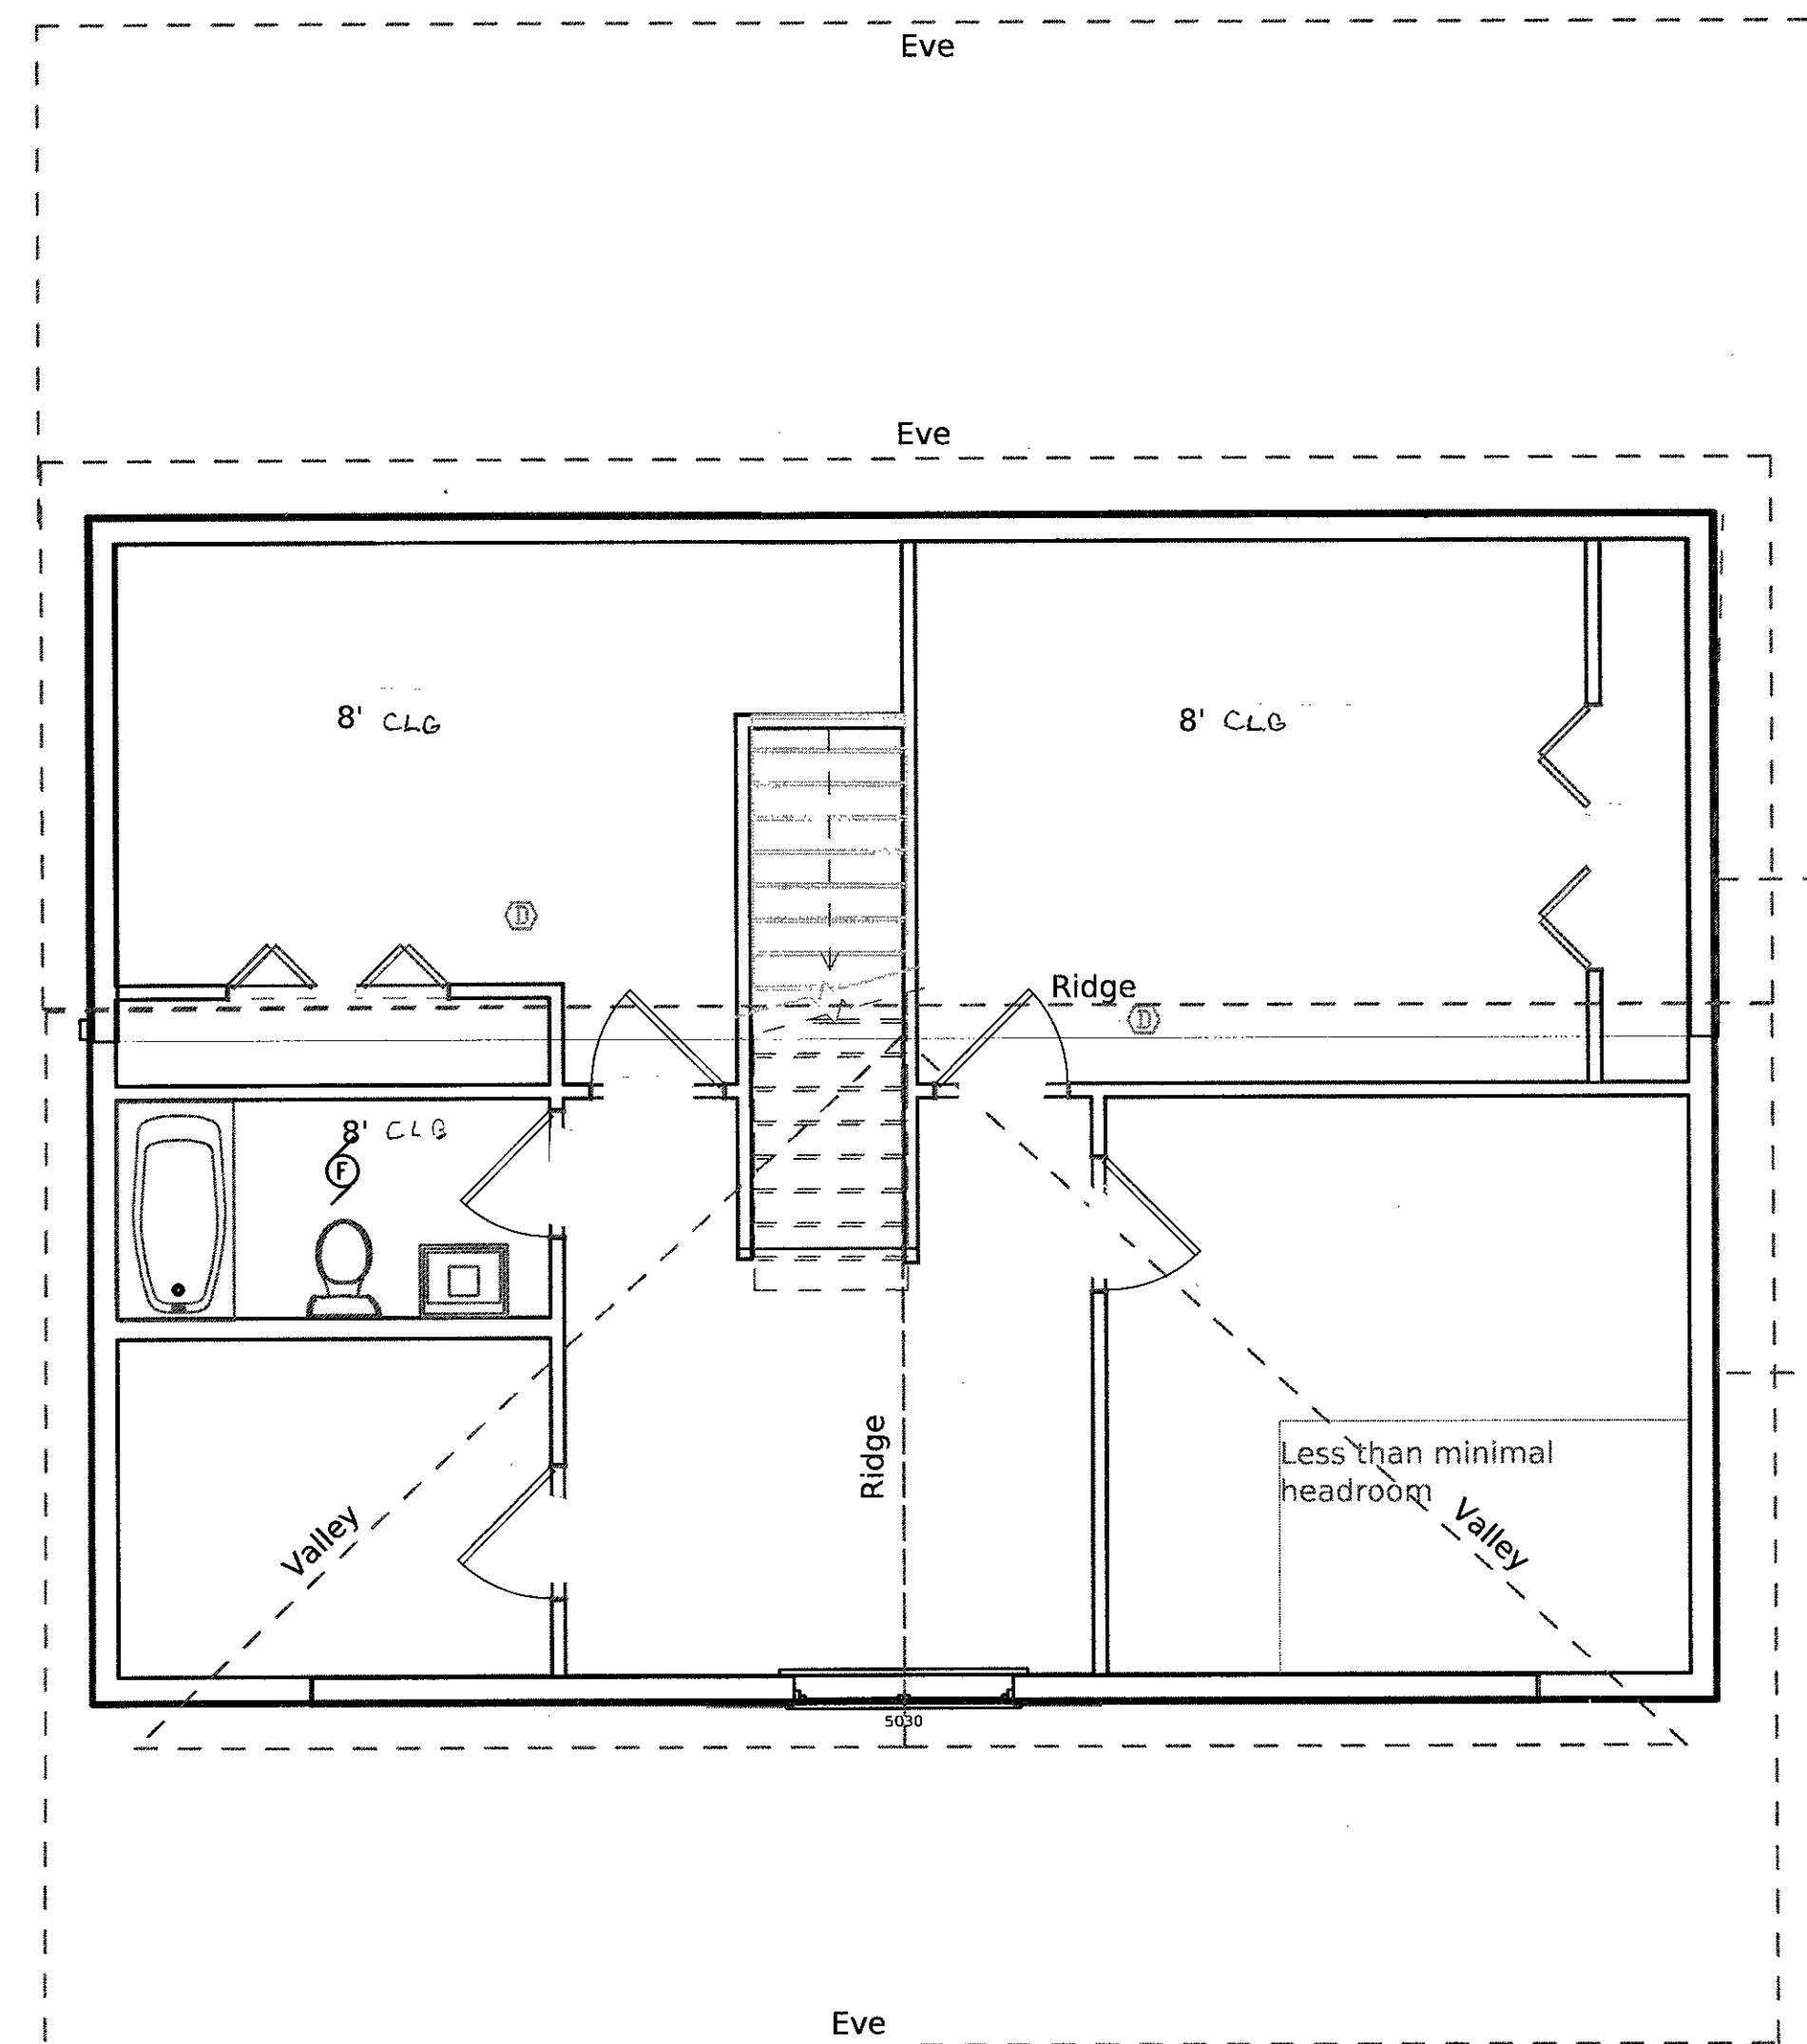 Eve
Eve
8' CLG
8' CLG
D
Ridge
D
8' CLG
F
Ridge
Less than minimal
headroom
Valley
Valley
5030
Eve